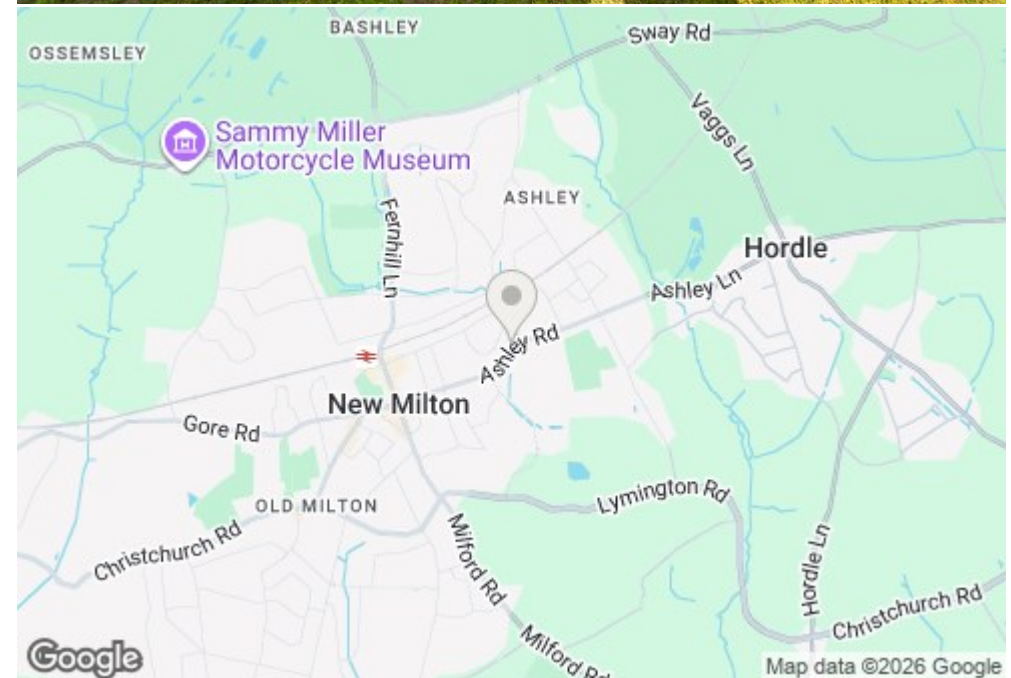 BASHLEY
Sway Rd
OSSEMSLEY
Vaggs Ln
Sammy Miller
Motorcycle Museum
ASHLEY
Fernhill Ln
Hordle
Ashley Ln
Ashley Rd
New Milton
Gore Rd
Lymington Rd
OLD MILTON
Christchurch Rd
Milford Rd
Hordle Ln
Christchurch Rd
Milford Rd
Google
Map data ©2026 Google